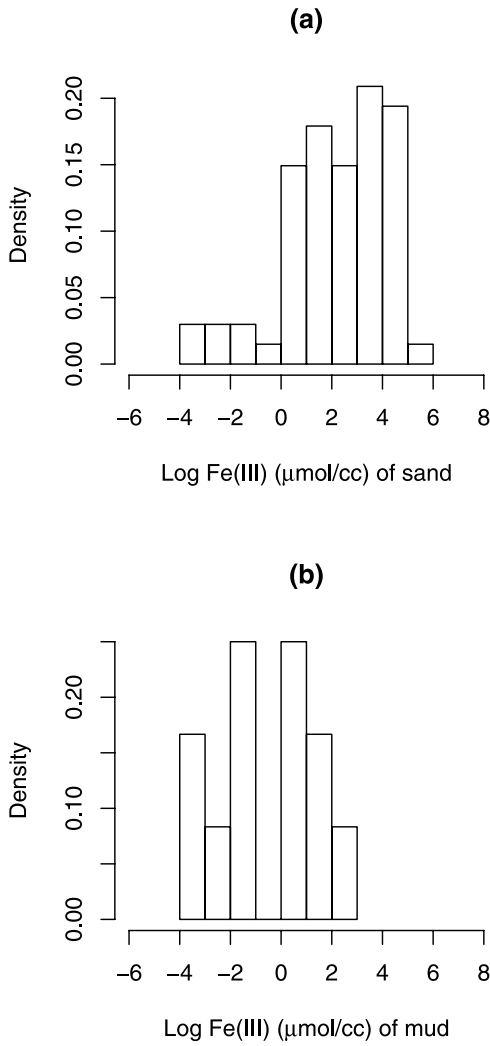 (a)
Density
0.20
0.15
0.10
0.05
0.00
−6 −4 −2 0 2 4 6 8
Log Fe(III) (μmol/cc) of sand
(b)
Density
0.20
0.10
0.00
−6 −4 −2 0 2 4 6 8
Log Fe(III) (μmol/cc) of mud